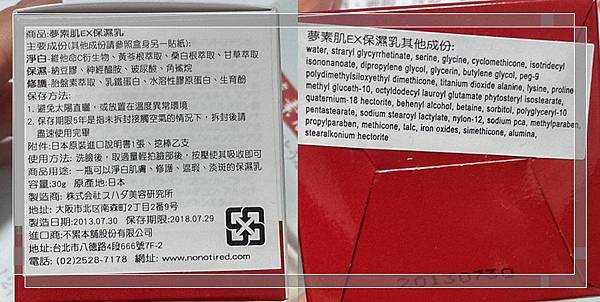 商品:夢素肌EX保濕乳
主要成份(其他成份請參照盒身另一貼紙):
淨白-維他命C衍生物、黃芩根萃取、桑白根萃取、甘草萃取
保濕-納豆膠、神經醯胺、玻尿酸、角鯊烷
修護-胎盤素萃取、乳鐵蛋白、水溶性膠原蛋白、生育酚
保存方法:
1. 避免太陽直曬，或放置在溫度異常環境
2. 保存期限5年是指未拆封接觸空氣的情況下，拆封後請
盡速使用完畢
附件:日本原裝進口說明書1張、挖棒乙支
使用方法:洗臉後，取適量輕拍臉部後，按壓使其吸收即可
商品用途：一瓶可以淨白肌膚、修護、遮瑕、淡斑的保濕乳
容量:30g 原產地:日本
製造商: 株式会社スハダ美容研究所
地址: 大阪市北区南森町2丁目2番9号
製造日期:2013.07.30 保存期限:2018.07.29
進口商:不累本舖股份有限公司
地址:台北市八德路4段666號7F-2
電話: (02)2528-7178 網址: www.nonotired.com
夢素肌EX保濕乳其他成份:
water, straryl glycyrrhetinate, serine, glycine, cyclomethicone, isotridecyl
isononanoate, dipropylene glycol, glycerin, butylene glycol, peg-9
polydimethylsiloxyethyl dimethicone, titanium dioxide alanine, lysine, proline
methyl gluceth-10, octyldodecyl lauroyl glutamate phytosteryl isostearate,
quaternium-18 hectorite, behenyl alcohol, betaine, sorbitol, polyglyceryl-10
pentastearate, sodium stearoyl lactylate, nylon-12, sodium pca, methylparaben,
propylparaben, methicone, talc, iron oxides, simethicone, alumina,
stearalkonium hectorite
20130730